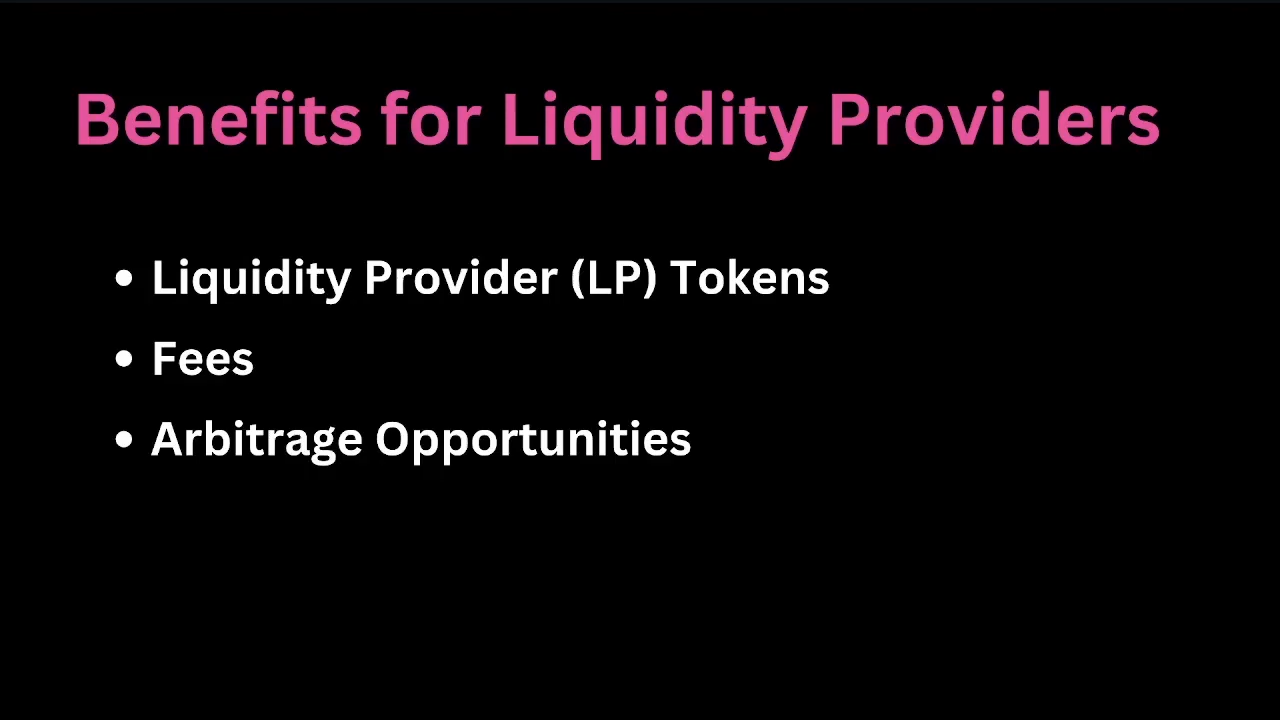 Benefits for Liquidity Providers
• Liquidity Provider (LP) Tokens
• Fees
• Arbitrage Opportunities